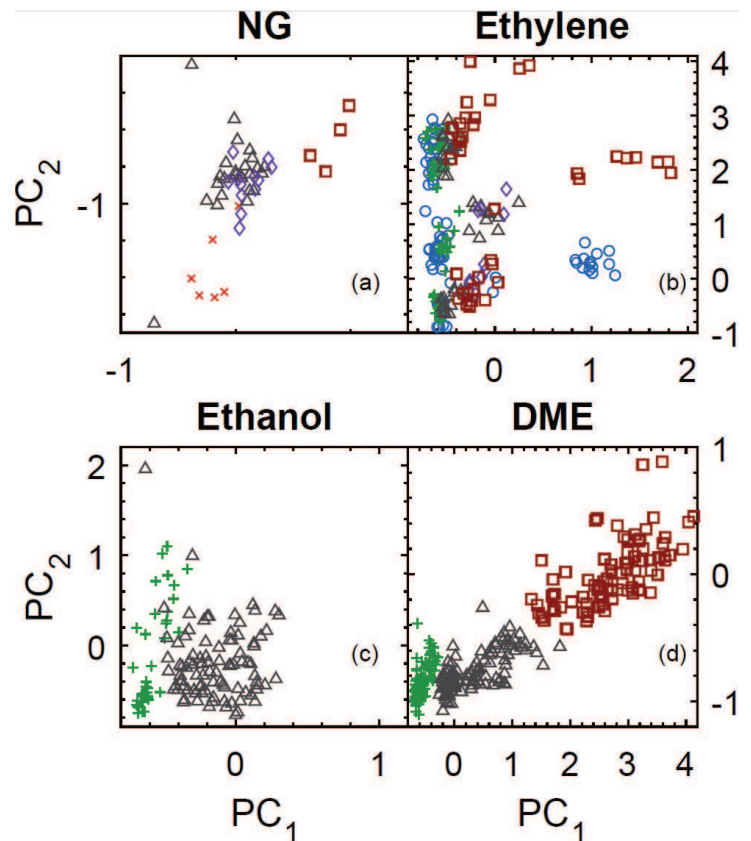 NG Ethylene
4
3
2
PC2
-1
1
(a) (b)
0
-1
-1 0 1 2
Ethanol DME
2 1
1
PC2
0
0
(c) (d)
-1
0 1 0 1 2 3 4
PC1 PC1